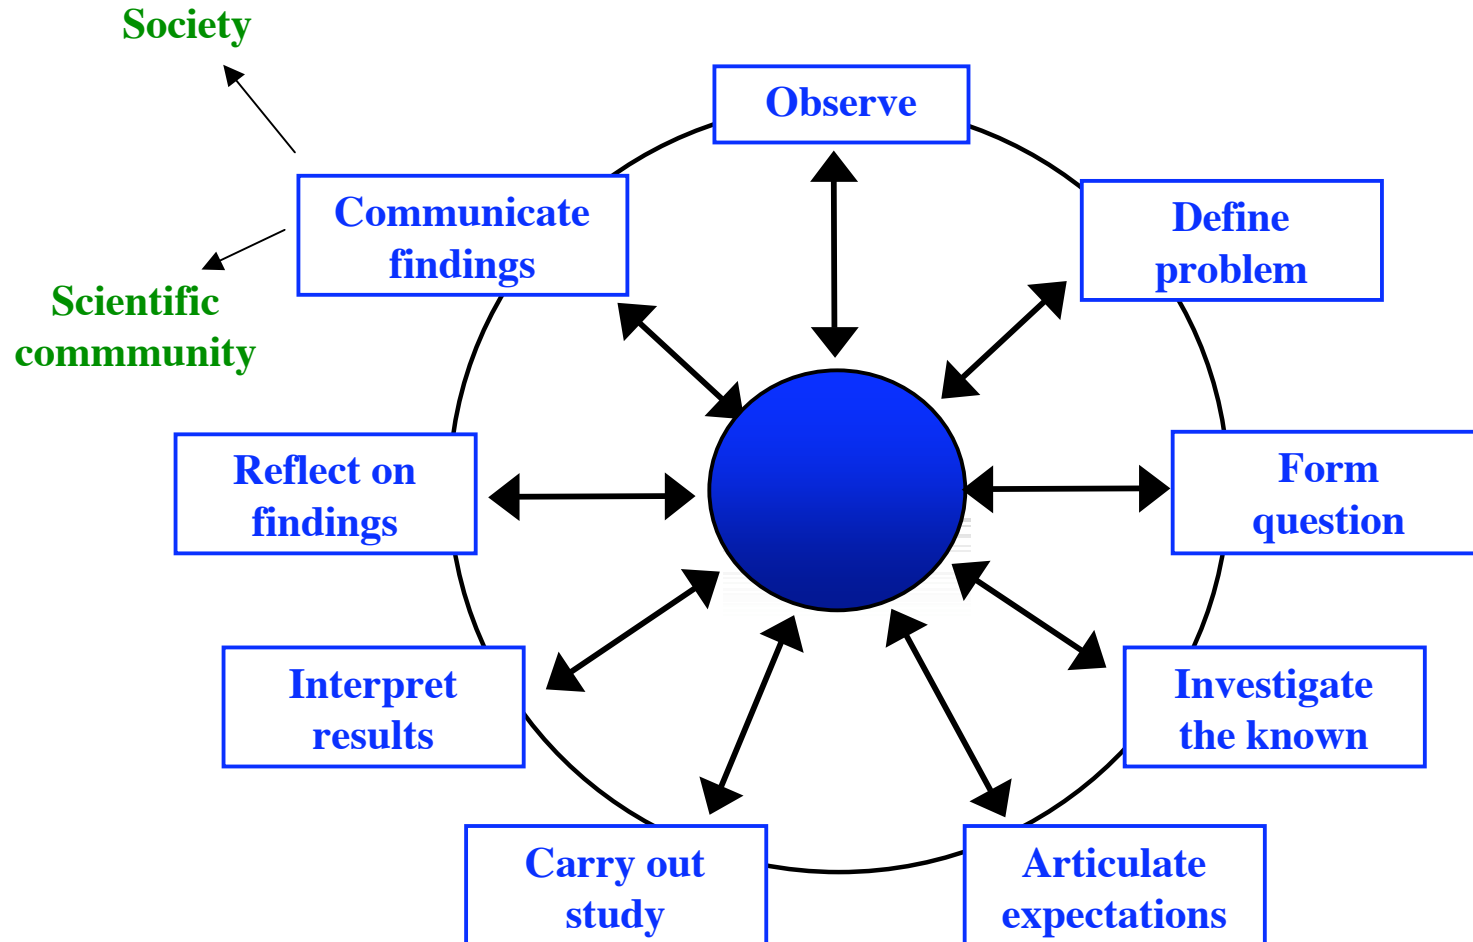 Society
Observe
Communicate
findings
Define
problem
Scientific
commmunity
Reflect on
findings
Form
question
Interpret
results
Investigate
the known
Carry out
study
Articulate
expectations